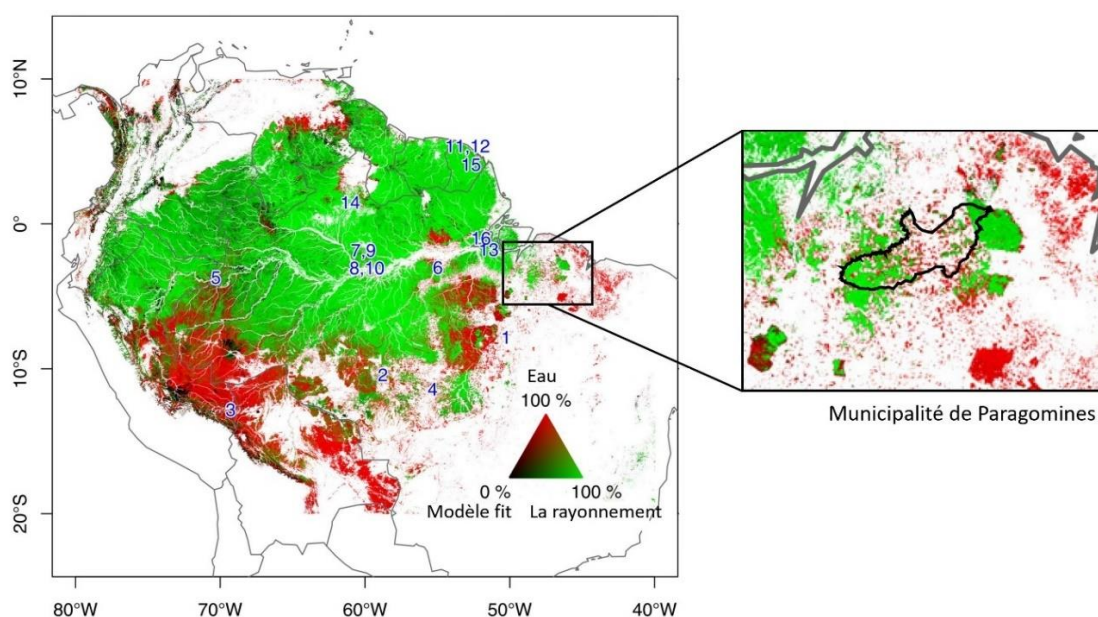 10°N
0°
10°S
20°S
80°W
70°W
60°W
50°W
40°W
11,12
15
14
16
13
7,9
8,10
5
6
1
2
4
3
Eau
100 %
0 %
100 %
Modèle fit
La rayonnement
Municipalité de Paragomines